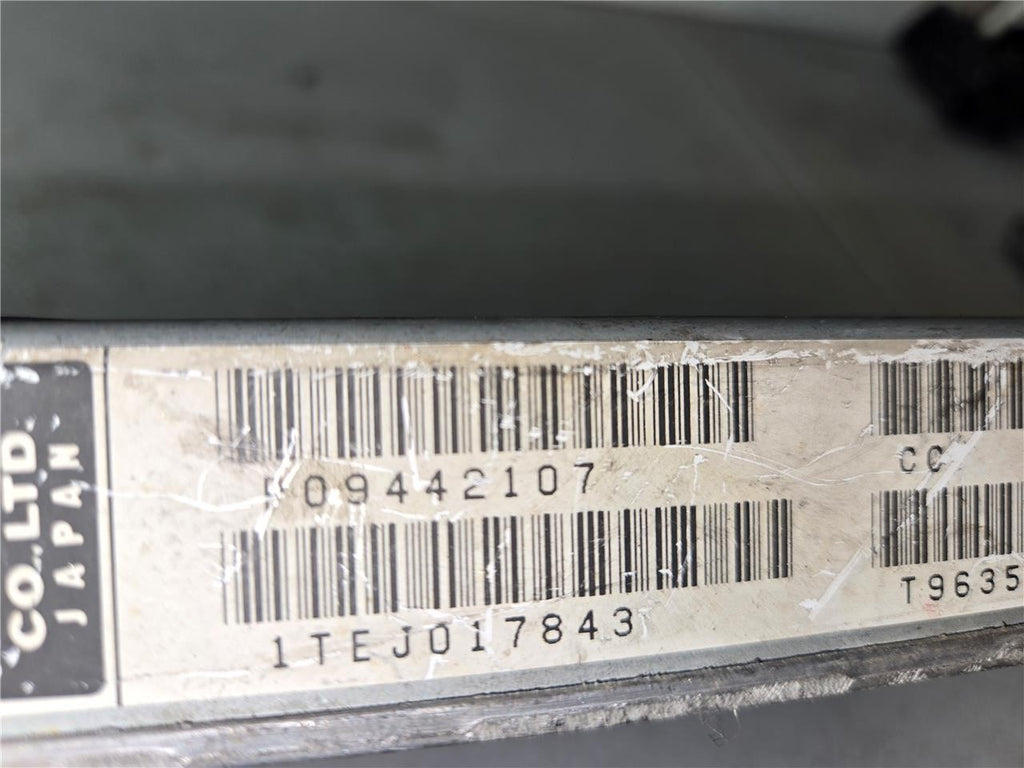 CO.,LTD
JAPAN
09442107
CC
1TEJ017843
T9635